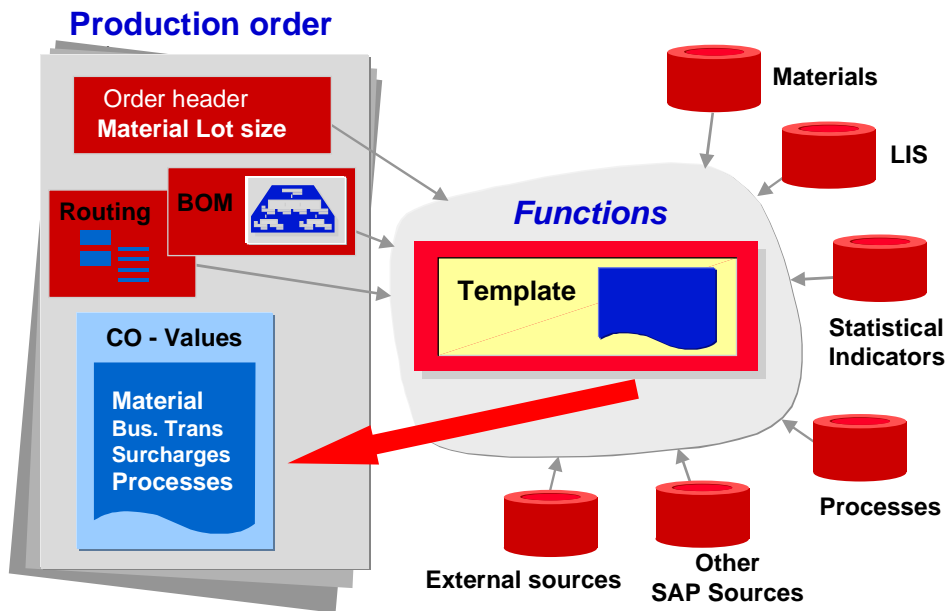 Production order
Order header
Material Lot size
Routing
BOM
CO - Values
Material
Bus. Trans
Surcharges
Processes
Functions
Template
Materials
LIS
Statistical
Indicators
Processes
Other
SAP Sources
External sources